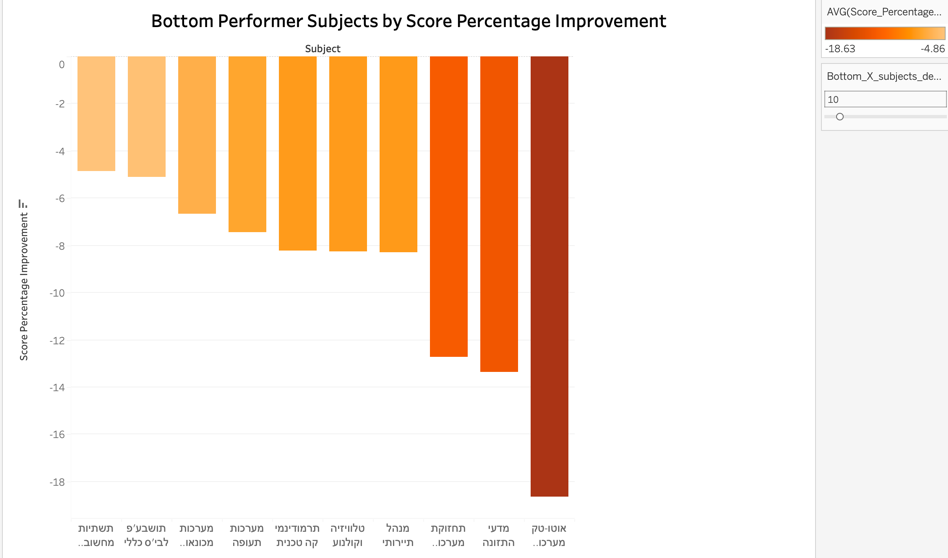 Bottom Performer Subjects by Score Percentage Improvement
Subject
Score Percentage Improvement
0
-2
-4
-6
-8
-10
-12
-14
-16
-18
תשתיות
מחשוב..
תושבע'פ
לבי'ס כללי
מערכות
מכונאו..
מערכות
תעופה
תרמודינמי
קה טכנית
טלוויזיה
וקולנוע
מנהל
תיירותי
תחזוקת
מערכו..
מדעי
התזונה
אוטו-טק
מערכו..
AVG(Score_Percentage...
-18.63
-4.86
Bottom_X_subjects_de...
10